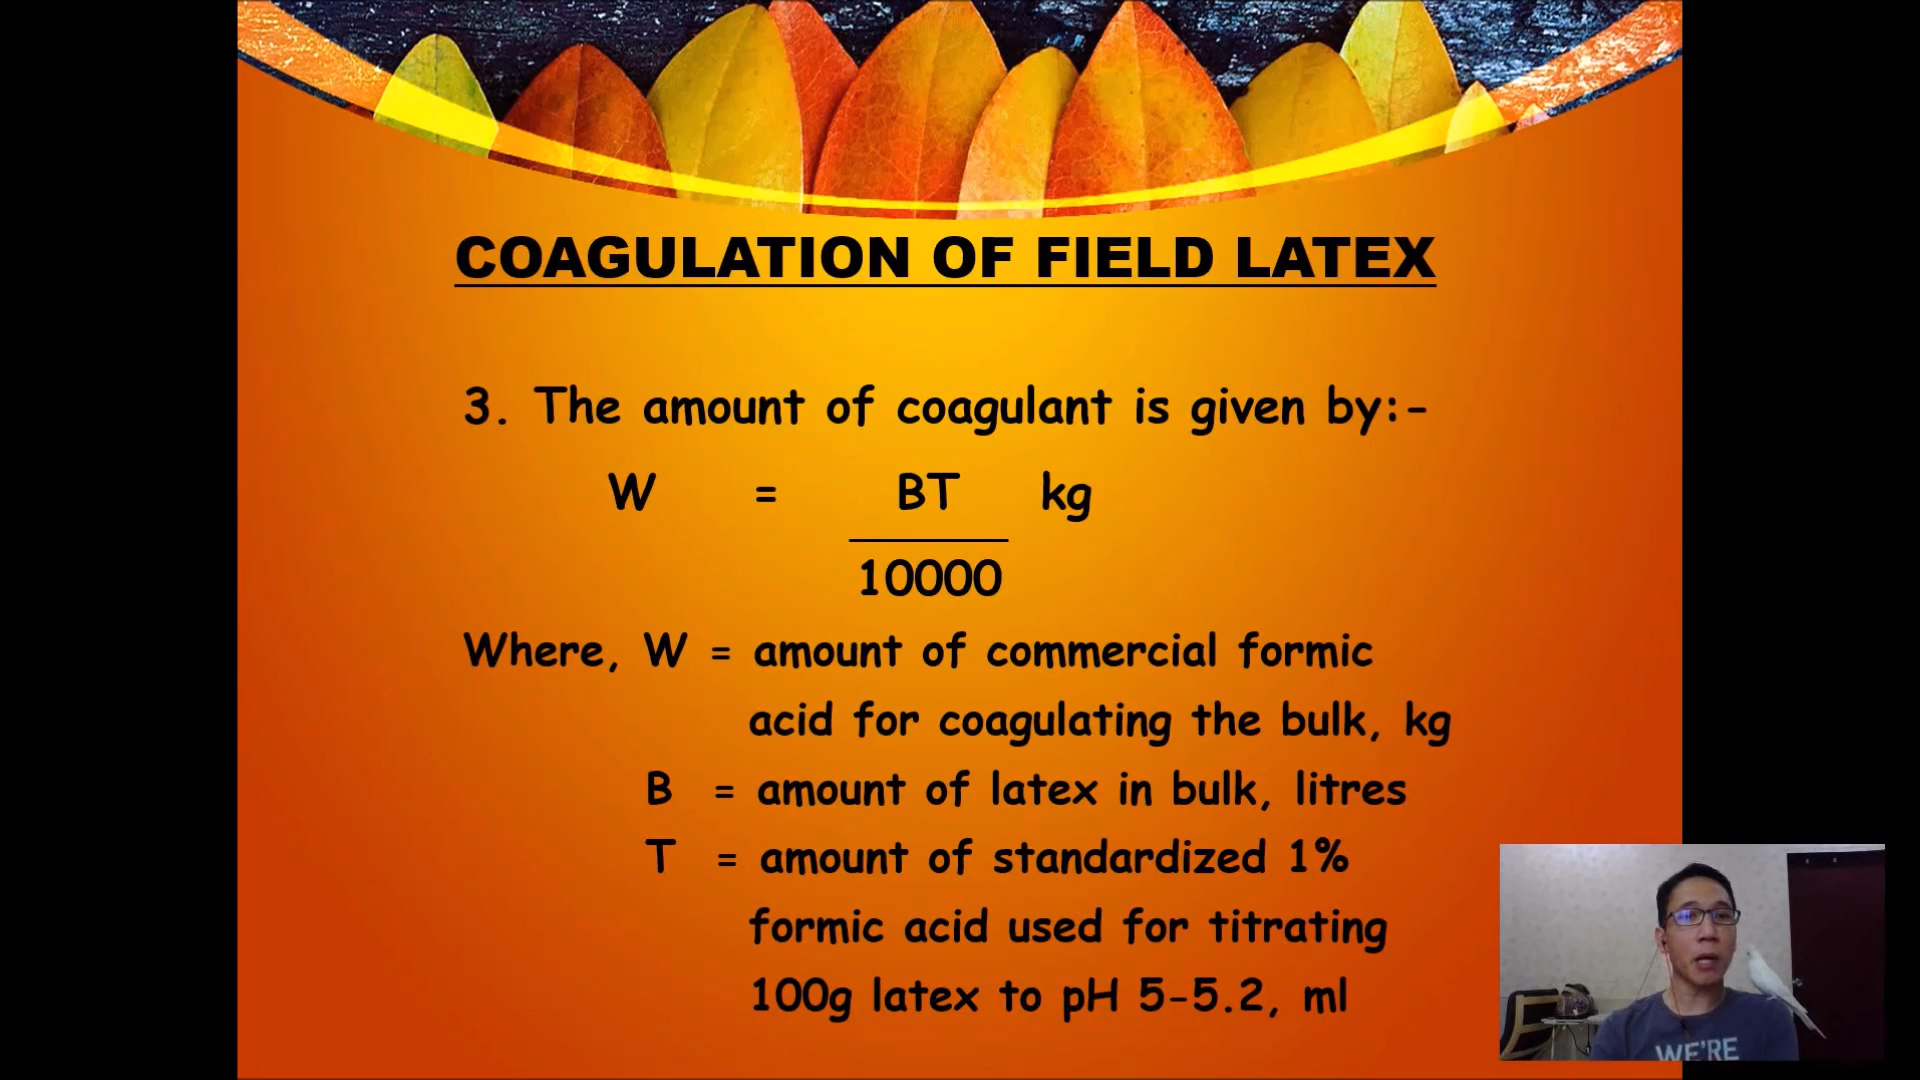 COAGULATION OF FIELD LATEX
3. The amount of coagulant is given by:-
W = BT kg
10000
Where, W = amount of commercial formic
acid for coagulating the bulk, kg
B = amount of latex in bulk, litres
T = amount of standardized 1%
formic acid used for titrating
100g latex to pH 5-5.2, ml
WE'RE